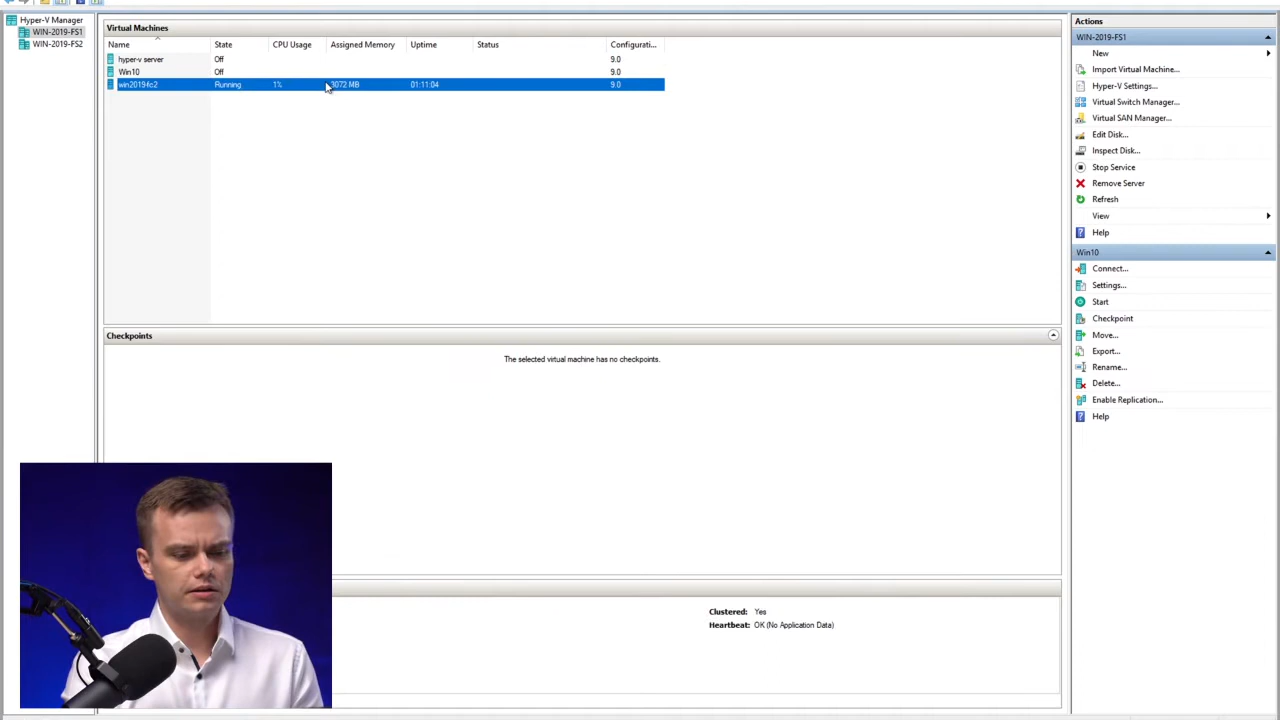 Hyper-V Manager
WIN-2019-FS1
WIN-2019-FS2
Virtual Machines
Name State CPU Usage Assigned Memory Uptime Status Configurati...
hyper-v server Off 9.0
Win10 Off 9.0
win2019-fc2 Running 1% 3072 MB 01:11:04 9.0
Checkpoints
The selected virtual machine has no checkpoints.
Clustered: Yes
Heartbeat: OK (No Application Data)
Actions
WIN-2019-FS1
New
Import Virtual Machine...
Hyper-V Settings...
Virtual Switch Manager...
Virtual SAN Manager...
Edit Disk...
Inspect Disk...
Stop Service
Remove Server
Refresh
View
Help
Win10
Connect...
Settings...
Start
Checkpoint
Move...
Export...
Rename...
Delete...
Enable Replication...
Help